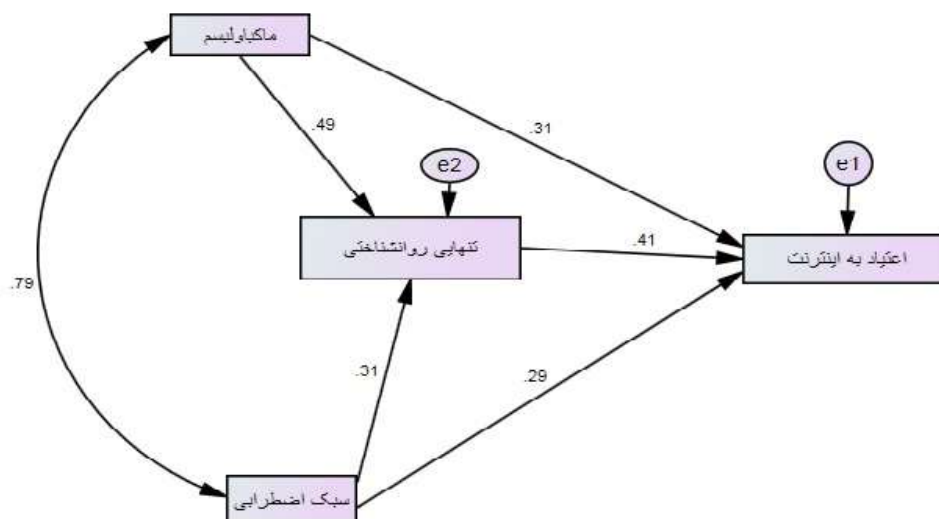 ماکیاولیسم
.49
.31
e2
e1
تنهایی روانشناختی
.41
اعتیاد به اینترنت
.79
.31
.29
سبک اضطرابی